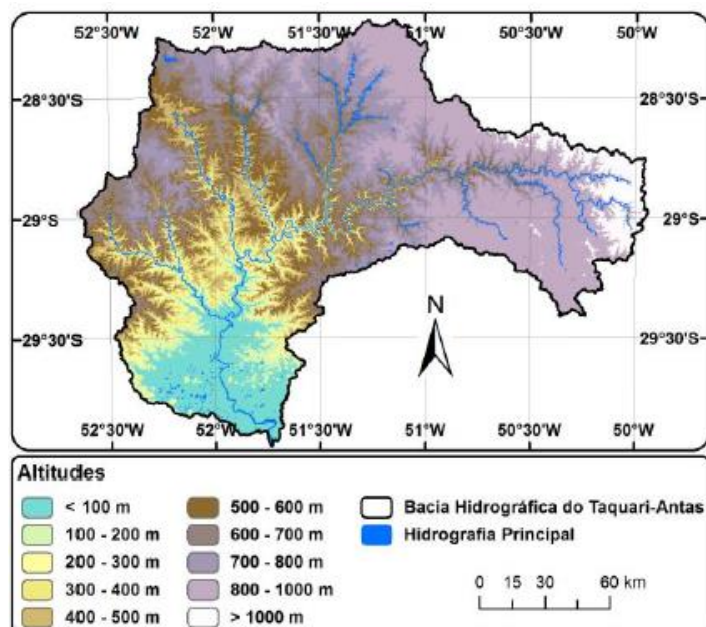 52°30'W 52°W 51°30'W 51°W 50°30'W 50°W
28°30'S 28°30'S
29°S 29°S
29°30'S 29°30'S
N
52°30'W 52°W 51°30'W 51°W 50°30'W 50°W
Altitudes
< 100 m
100 - 200 m
200 - 300 m
300 - 400 m
400 - 500 m
500 - 600 m
600 - 700 m
700 - 800 m
800 - 1000 m
> 1000 m
Bacia Hidrográfica do Taquari-Antas
Hidrografia Principal
0 15 30 60 km